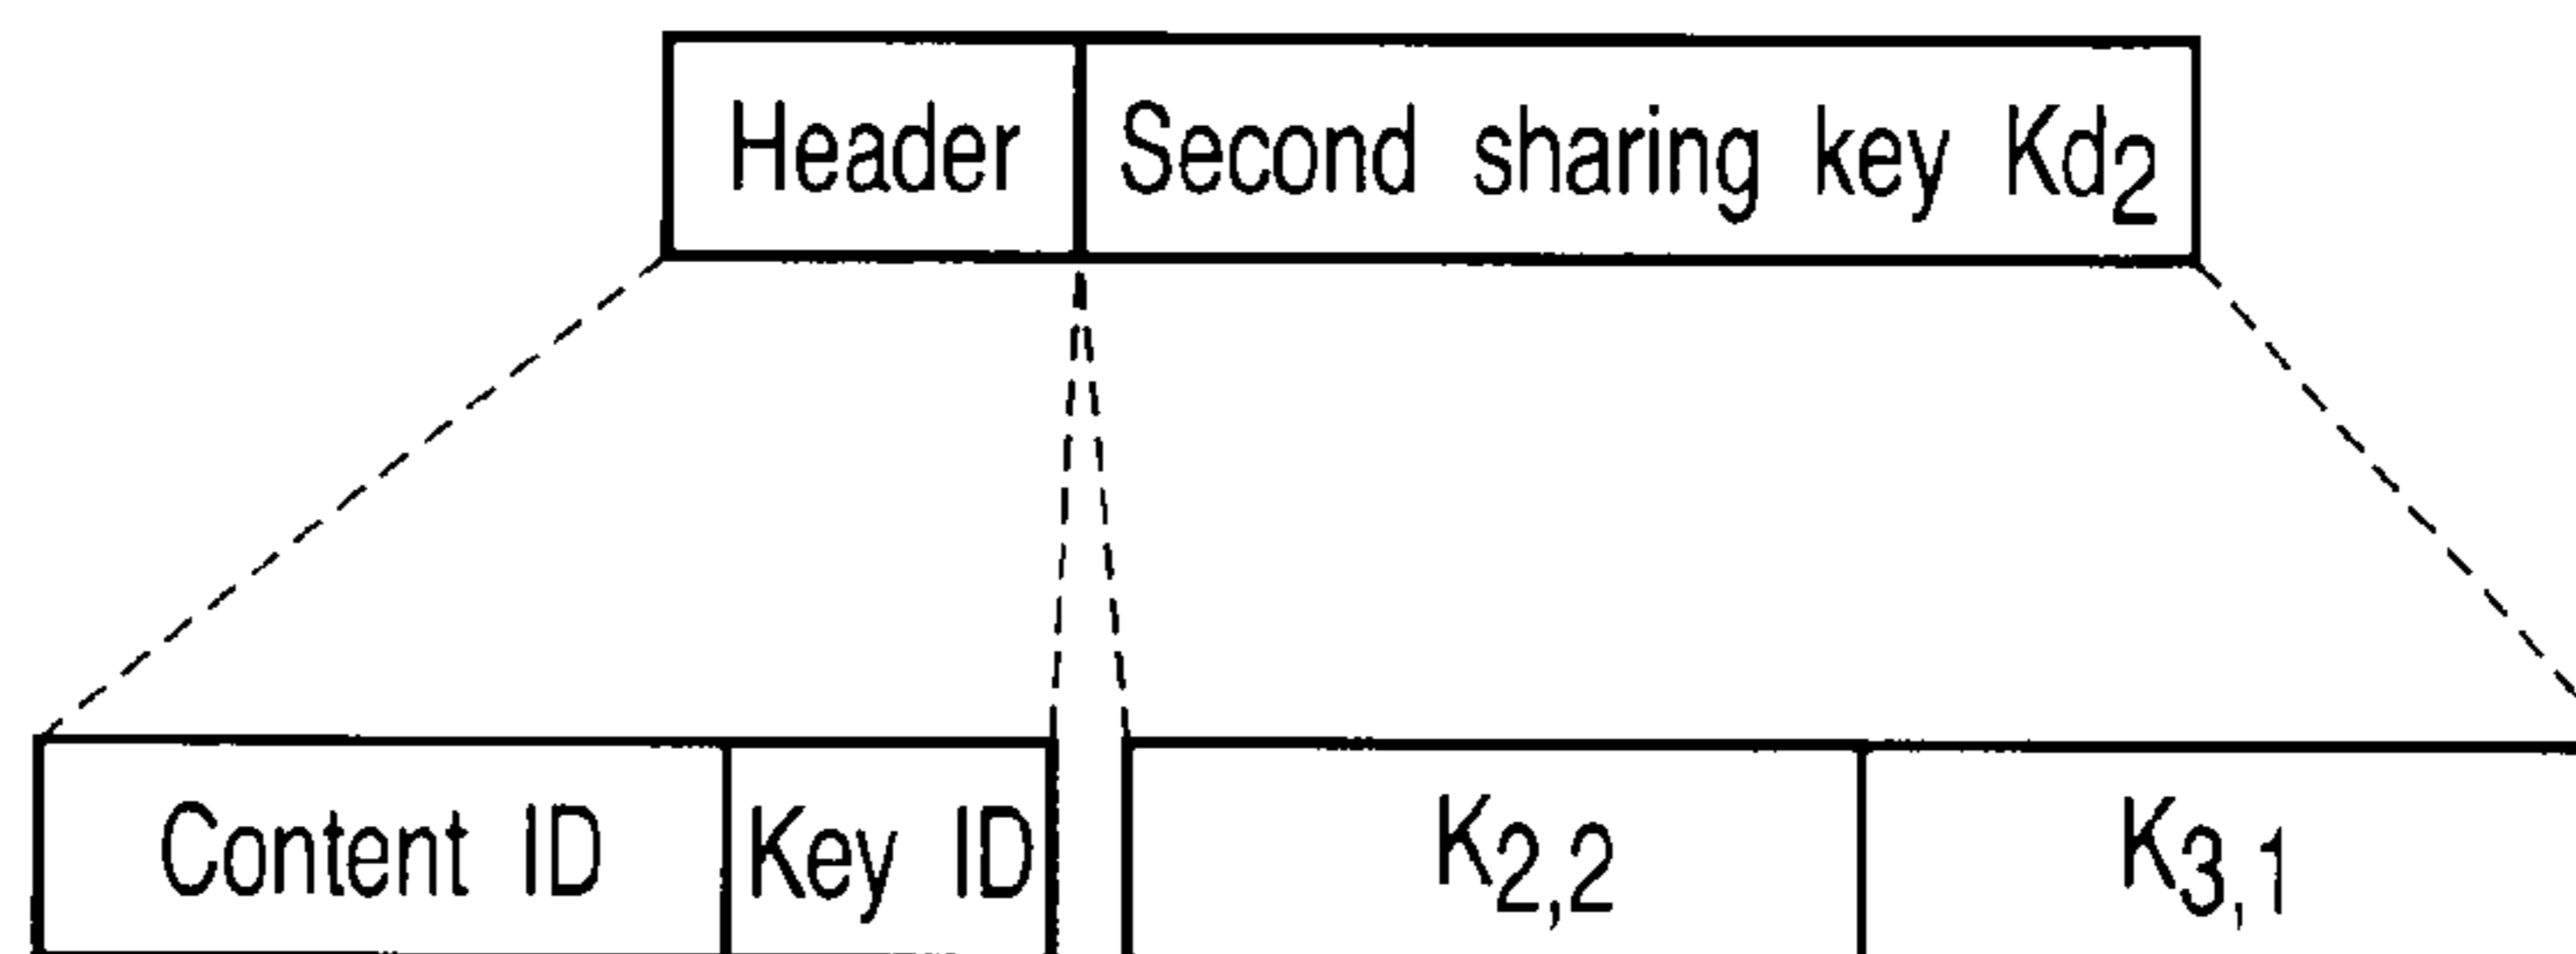 Header Second sharing key Kd2
Content ID Key ID K2,2 K3,1